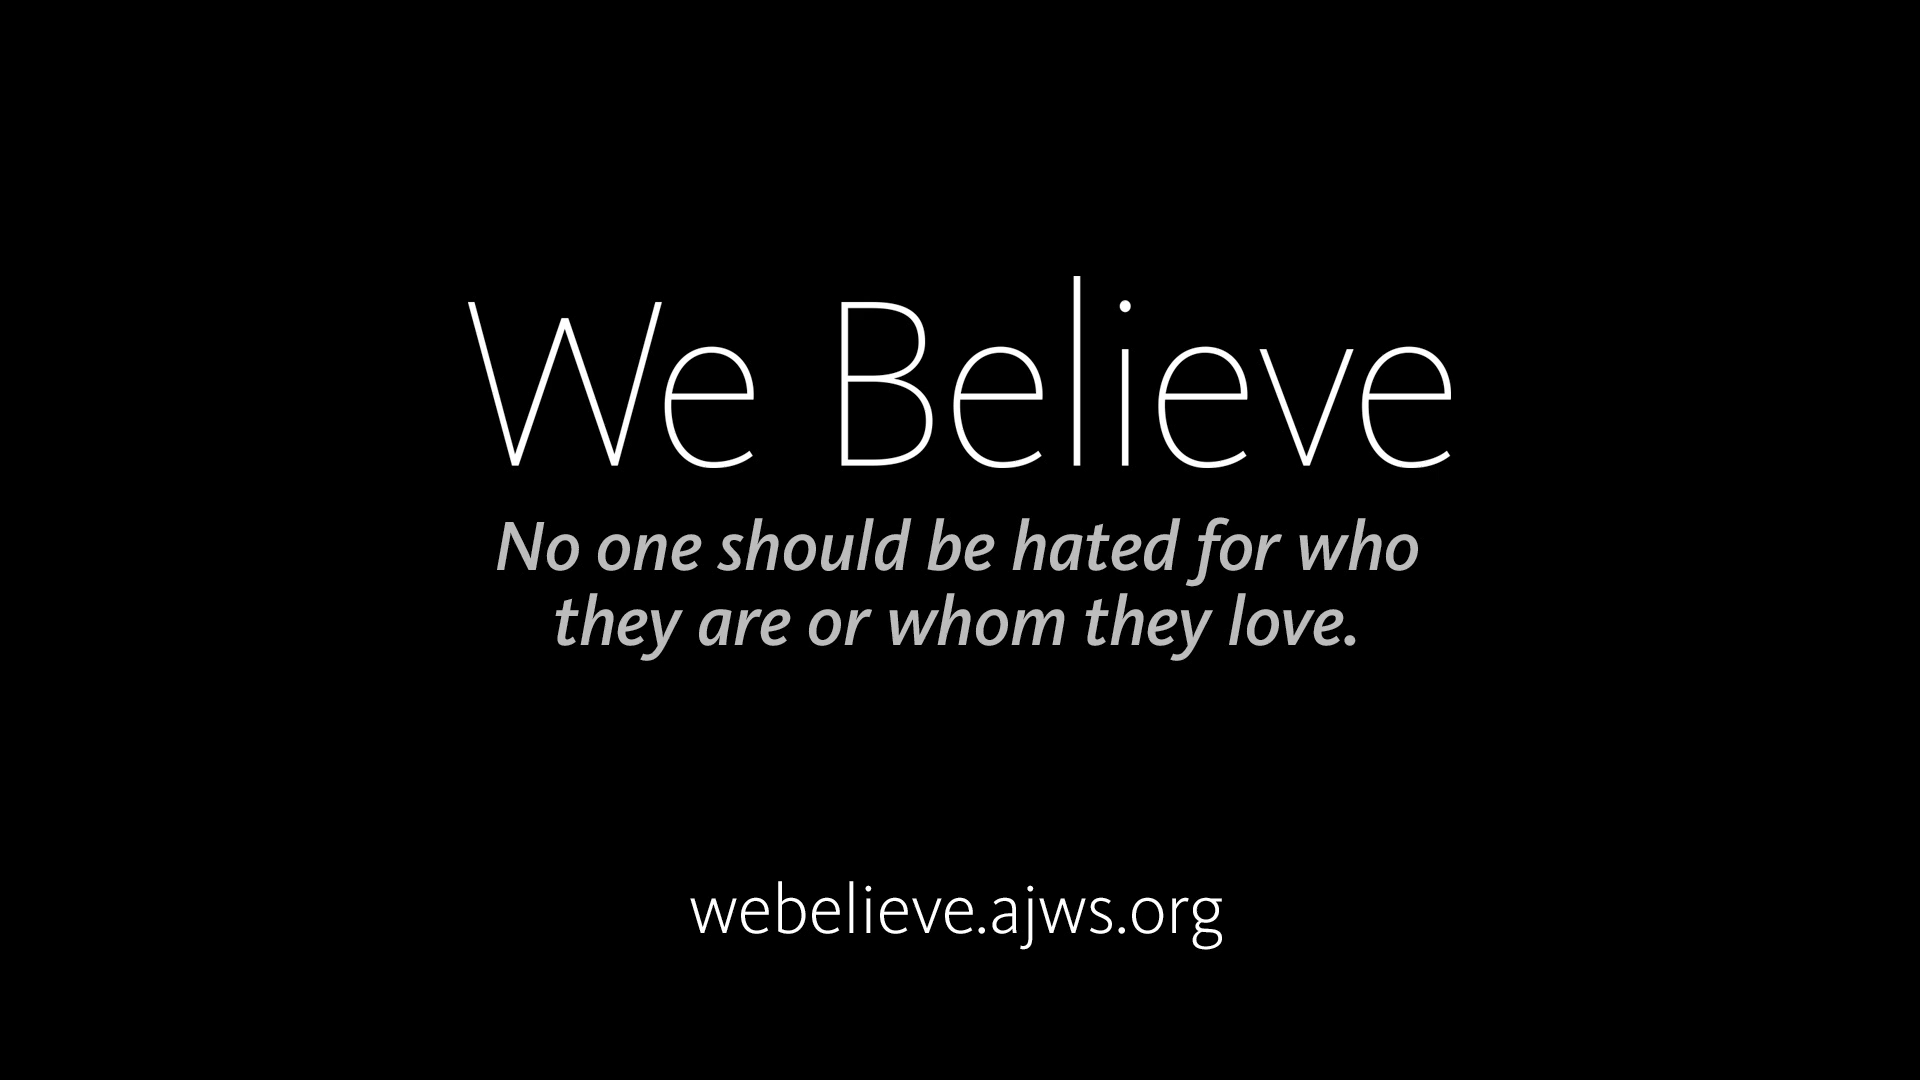 We Believe
No one should be hated for who
they are or whom they love.
webelieve.ajws.org